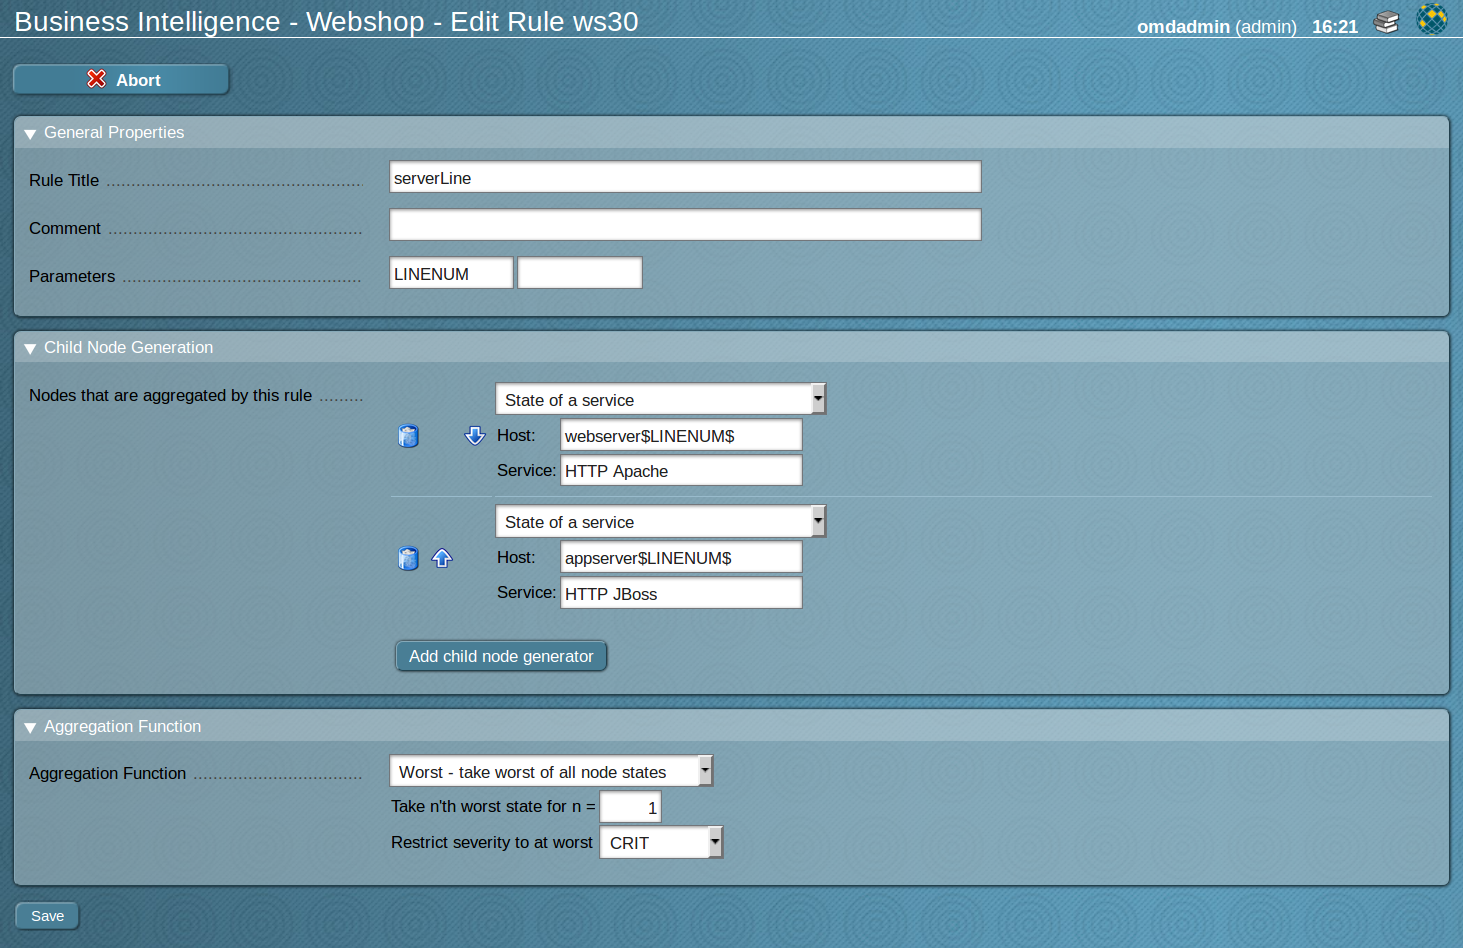 Business Intelligence - Webshop - Edit Rule ws30
omdadmin (admin) 16:21
Abort
General Properties
Rule Title
serverLine
Comment
Parameters
LINENUM
Child Node Generation
Nodes that are aggregated by this rule
State of a service
Host: webserver$LINENUM$
Service: HTTP Apache
State of a service
Host: appserver$LINENUM$
Service: HTTP JBoss
Add child node generator
Aggregation Function
Aggregation Function
Worst - take worst of all node states
Take n'th worst state for n = 1
Restrict severity to at worst CRIT
Save